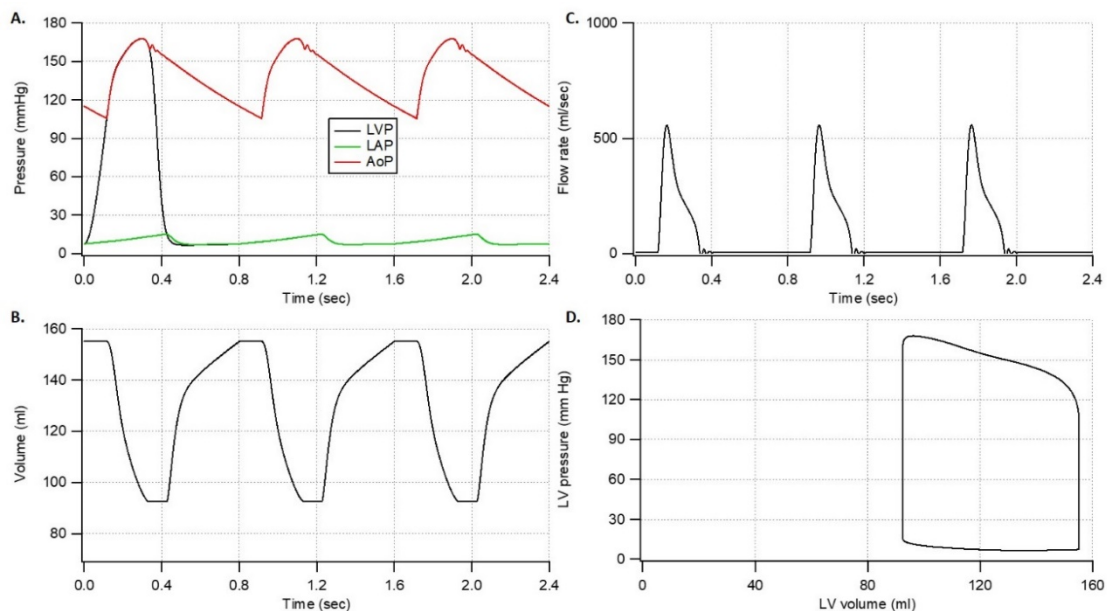 A.
Pressure (mmHg)
180
150
120
90
60
30
0
LVP
LAP
AoP
0.0 0.4 0.8 1.2 1.6 2.0 2.4
Time (sec)
C.
Flow rate (ml/sec)
1000
500
0
0.0 0.4 0.8 1.2 1.6 2.0 2.4
Time (sec)
B.
Volume (ml)
160
140
120
100
80
0.0 0.4 0.8 1.2 1.6 2.0 2.4
Time (sec)
D.
LV pressure (mm Hg)
180
150
120
90
60
30
0
0 40 80 120 160
LV volume (ml)